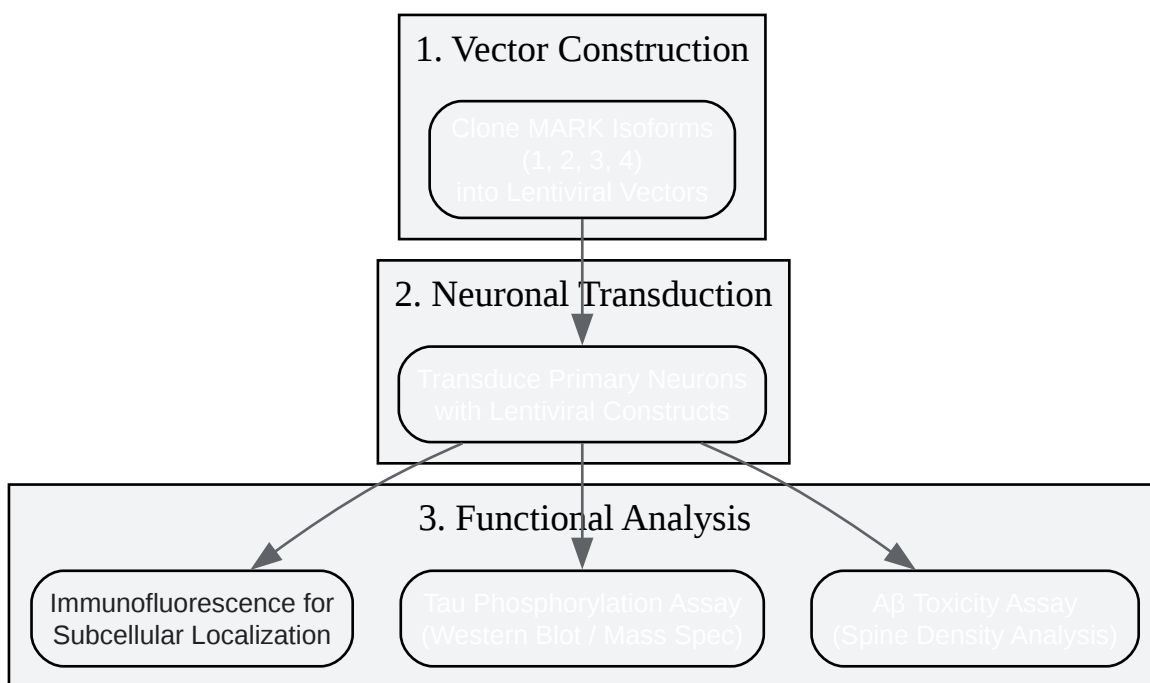 1. Vector Construction
Clone MARK Isoforms
(1, 2, 3, 4)
into Lentiviral Vectors
2. Neuronal Transduction
Transduce Primary Neurons
with Lentiviral Constructs
3. Functional Analysis
Immunofluorescence for
Subcellular Localization
Tau Phosphorylation Assay
(Western Blot / Mass Spec)
Aβ Toxicity Assay
(Spine Density Analysis)